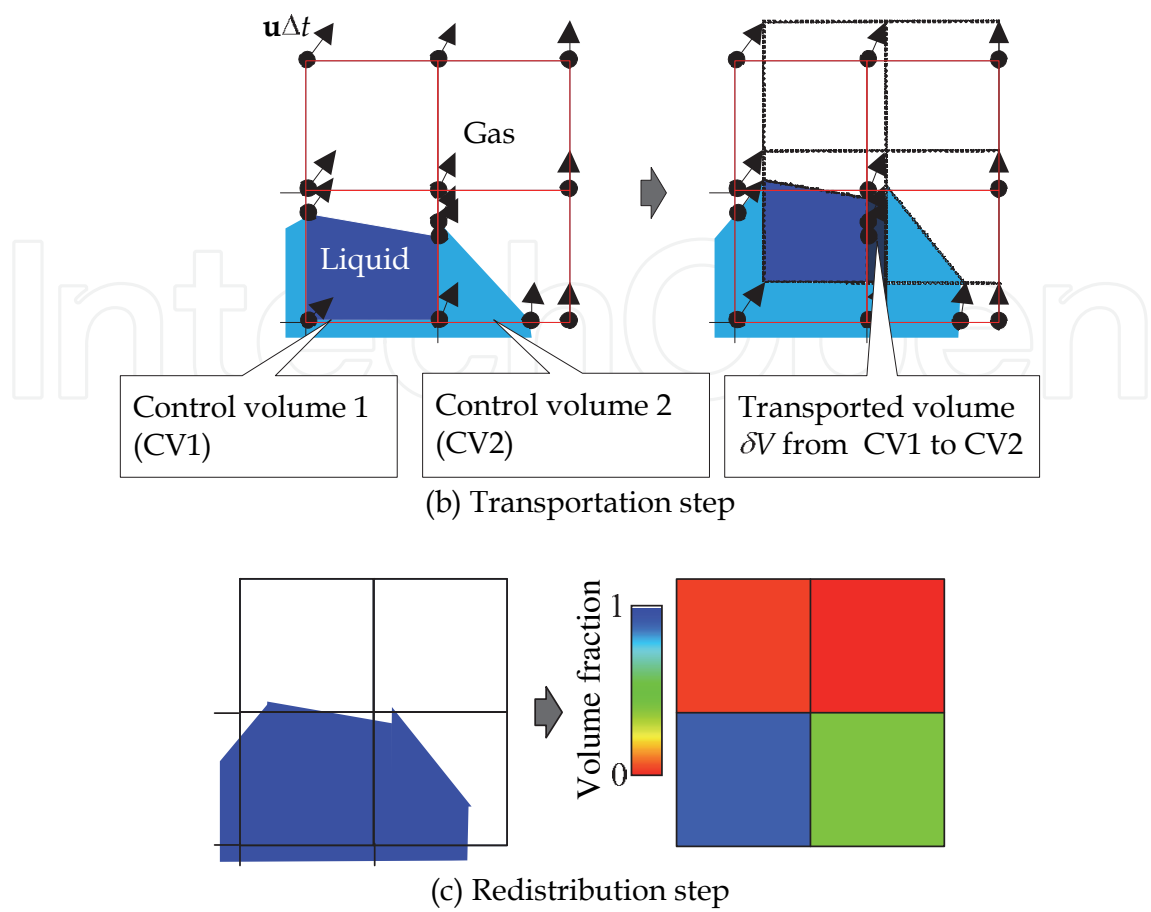 uΔt
Gas
Liquid
Control volume 1
(CV1)
Control volume 2
(CV2)
Transported volume
δV from CV1 to CV2
(b) Transportation step
1
Volume fraction
0
(c) Redistribution step
IntechOpen